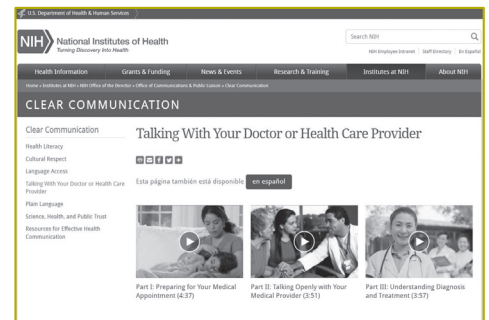 U.S. Department of Health & Human Services
NIH
National Institutes of Health
Turning Discovery Into Health
Search NIH
NIH Employee Intranet | Staff Directory | En Español
Health Information
Grants & Funding
News & Events
Research & Training
Institutes at NIH
About NIH
Home » Institutes at NIH » NIH Office of the Director » Office of Communications & Public Liaison » Clear Communication
CLEAR COMMUNICATION
Clear Communication
Health Literacy
Cultural Respect
Language Access
Talking With Your Doctor or Health Care
Provider
Plain Language
Science, Health, and Public Trust
Resources for Effective Health
Communication
Talking With Your Doctor or Health Care Provider
Esta página también está disponible en español
Part I: Preparing for Your Medical
Appointment (4:37)
Part II: Talking Openly with Your
Medical Provider (3:51)
Part III: Understanding Diagnosis
and Treatment (3:57)